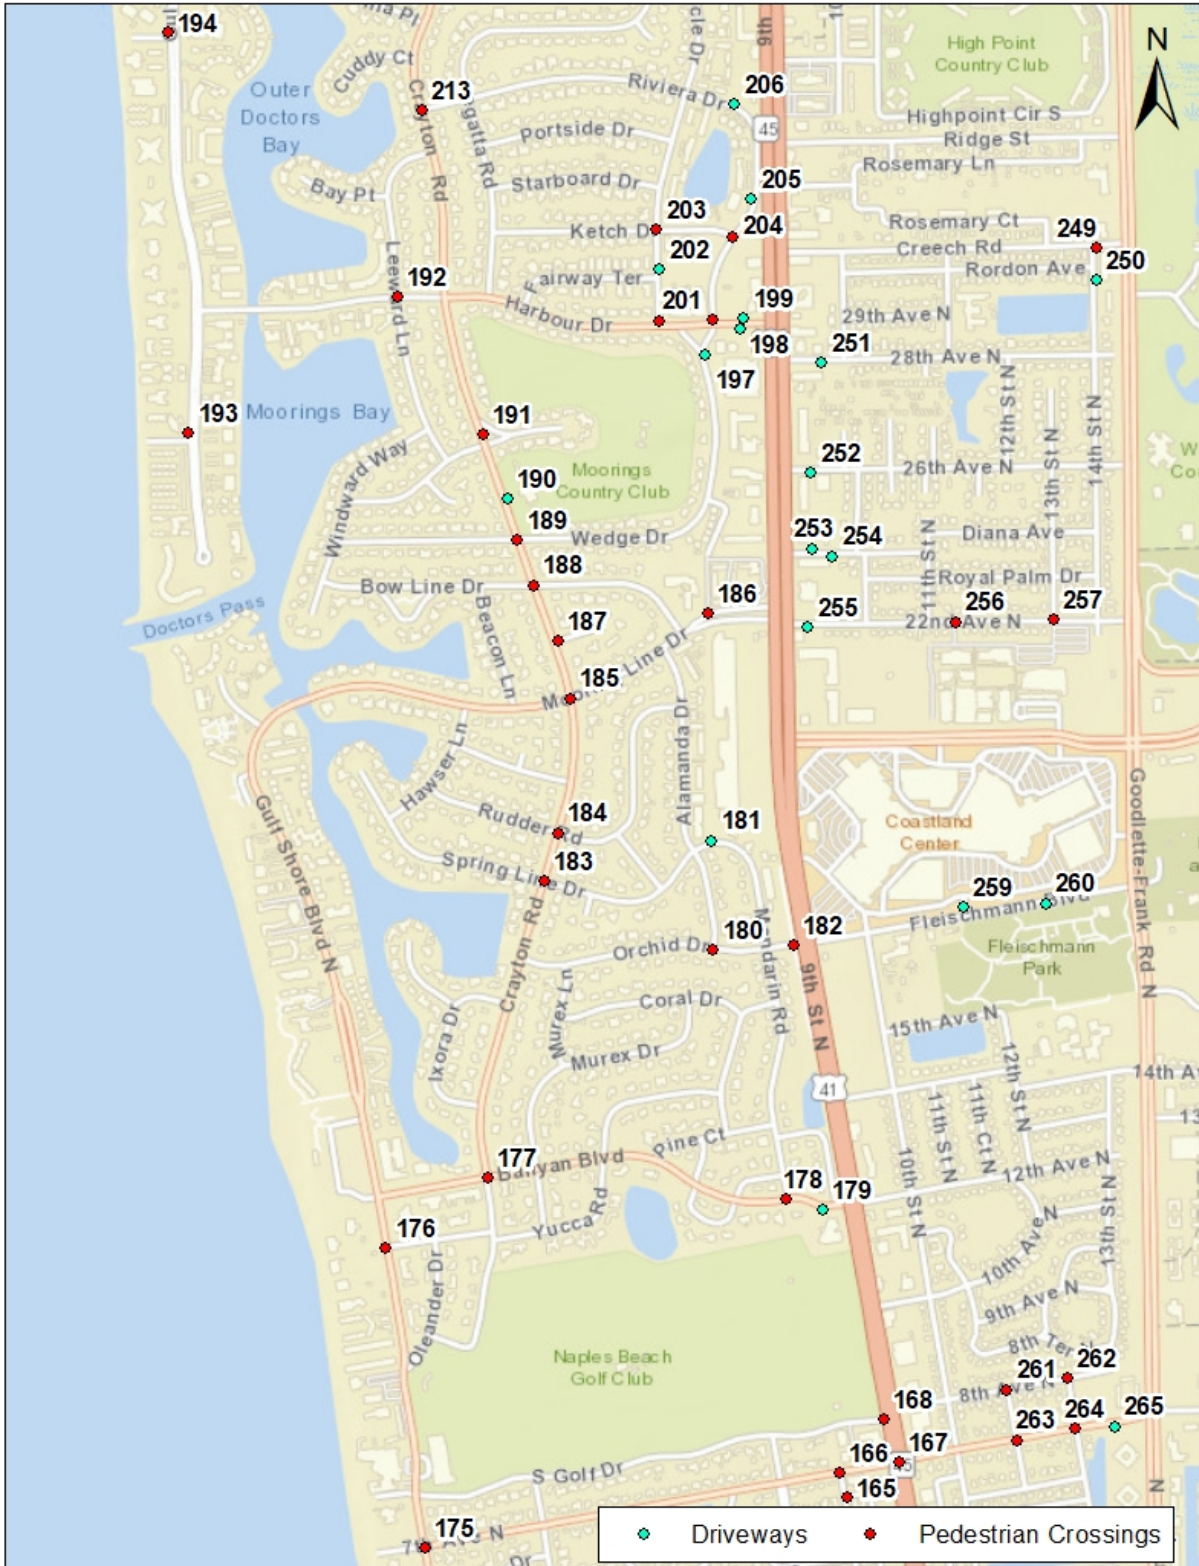 194
Cuddy Ct
213
Crayton Rd
Outer
Doctors
Bay
Riviera Dr
206
9th
High Point
Country Club
N
Portside Dr
45
Highpoint Cir S
Ridge St
Rosemary Ln
Bay Pt
Starboard Dr
205
203
Ketch D
204
Rosemary Ct
249
Creech Rd
202
Rordon Ave
250
Leeward Ln
192
Fairway Ter
201
199
Harbour Dr
29th Ave N
198
251
28th Ave N
197
193
Moorings Bay
191
12th St N
13th St N
14th St N
190
Moorings
Country Club
252
26th Ave N
Windward Way
189
Wedge Dr
253
254
Diana Ave
188
Bow Line Dr
11th St N
Royal Palm Dr
186
256
257
Doctors Pass
Beacon Ln
187
255
22nd Ave N
185
Line Dr
Hawser Ln
Alamanda Dr
Gulf Shore Blvd N
184
Rudder Rd
181
Coastland
Center
Goodlette-Frank Rd N
183
Spring Line Dr
259
260
Fleischmann Blvd
Crayton Rd
180
Orchid Dr
Mandarin Rd
182
Fleischmann
Park
9th St N
Ixora Dr
Murex Ln
Coral Dr
15th Ave N
Murex Dr
12th St N
41
14th A
11th St N
11th Ct N
Pine Ct
177
Banyan Blvd
10th St N
12th Ave N
178
179
13th St N
176
Yucca Rd
Oleander Dr
10th Ave N
9th Ave N
Naples Beach
Golf Club
8th Ter N
261
262
8th Ave N
168
263
264
265
167
166
45
S Golf Dr
165
N
175
7th Ave N
Dr
Driveways
Pedestrian Crossings